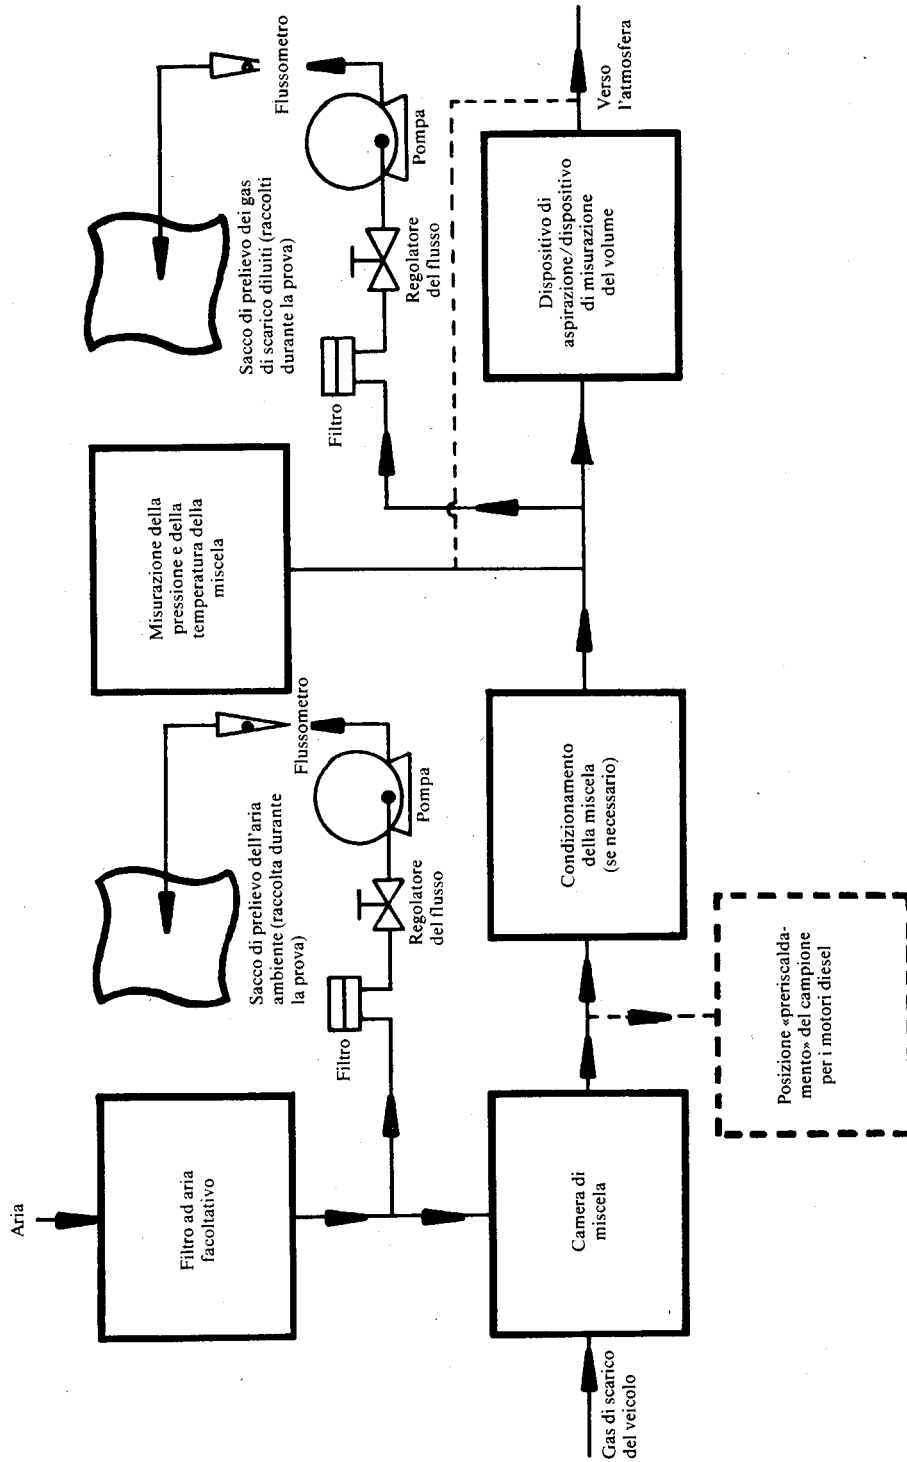 Aria
Filtro ad aria
facoltativo
Sacco di prelievo dell'aria
ambiente (raccolta durante
la prova)
Filtro
Regolatore
del flusso
Pompa
Flussometro
Misurazione della
pressione e della
temperatura della
miscela
Sacco di prelievo dei gas
di scarico diluiti (raccolti
durante la prova)
Filtro
Regolatore
del flusso
Pompa
Flussometro
Gas di scarico
del veicolo
Camera di
miscela
Posizione «preriscalda-
mento» del campione
per i motori diesel
Condizionamento
della miscela
(se necessario)
Dispositivo di
aspirazione/dispositivo
di misurazione
del volume
Verso
l'atmosfera